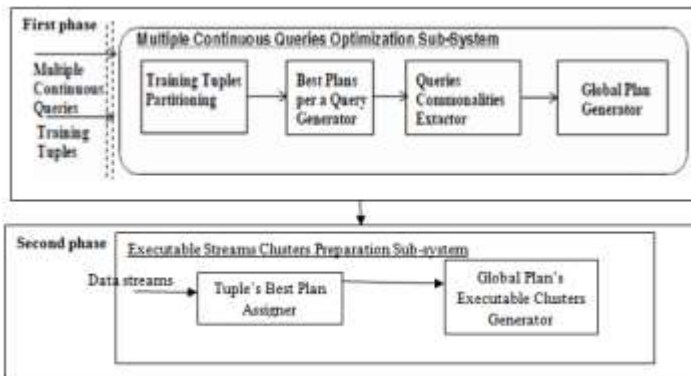 First phase
Multiple Continuous Queries Optimization Sub-System
Multiple
Continuous
Queries
Training
Tuples
Training Tuples
Partitioning
Best Plans
per a Query
Generator
Queries
Commonalities
Extractor
Global Plan
Generator
Second phase
Executable Streams Clusters Preparation Sub-system
Data streams
Tuple's Best Plan
Assigner
Global Plan's
Executable Clusters
Generator